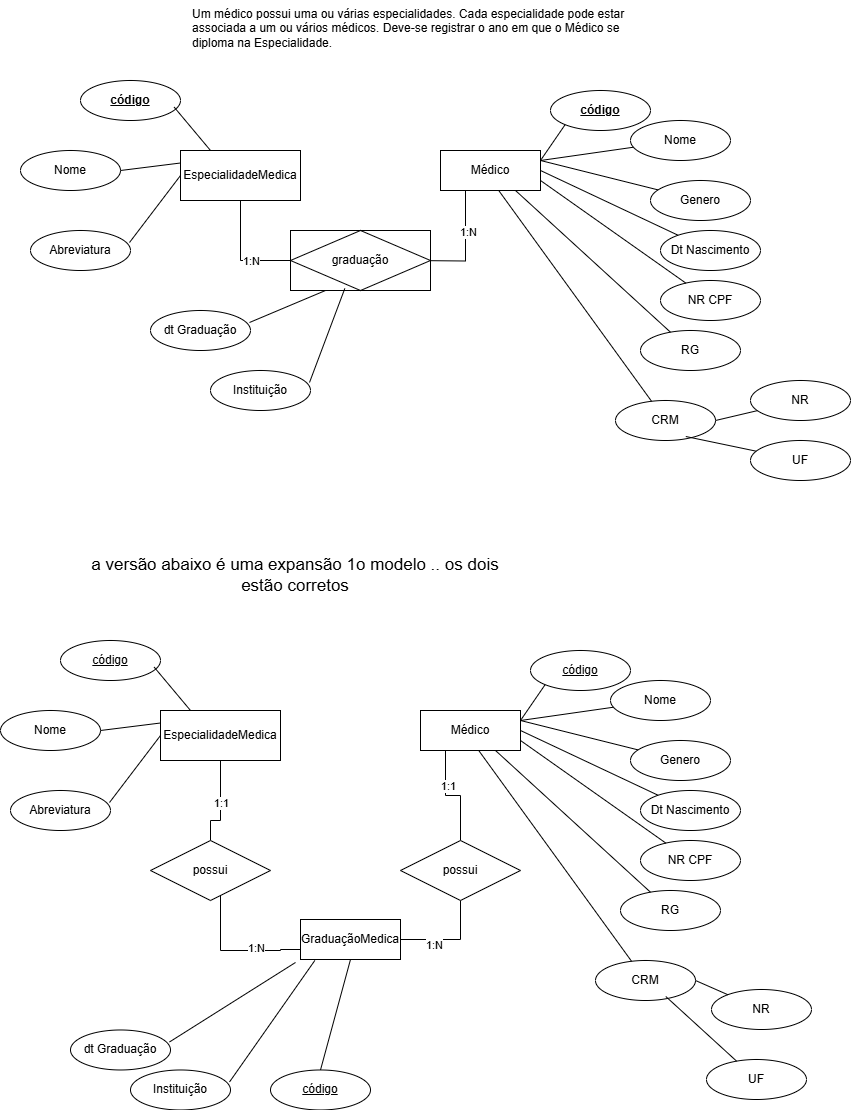 Um médico possui uma ou várias especialidades. Cada especialidade pode estar
associada a um ou vários médicos. Deve-se registrar o ano em que o Médico se
diploma na Especialidade.
código
código
Nome
Nome
EspecialidadeMedica
Médico
Genero
Abreviatura
1:N
Dt Nascimento
1:N
graduação
NR CPF
dt Graduação
RG
Instituição
NR
CRM
UF
a versão abaixo é uma expansão 1o modelo .. os dois
estão corretos
código
código
Nome
Nome
EspecialidadeMedica
Médico
Genero
1:1
1:1
Abreviatura
Dt Nascimento
possui
possui
NR CPF
RG
GraduaçãoMedica
1:N
1:N
CRM
NR
dt Graduação
UF
Instituição
código